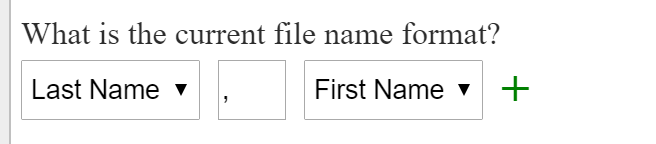 What is the current file name format?
Last Name ▼ , First Name ▼ +